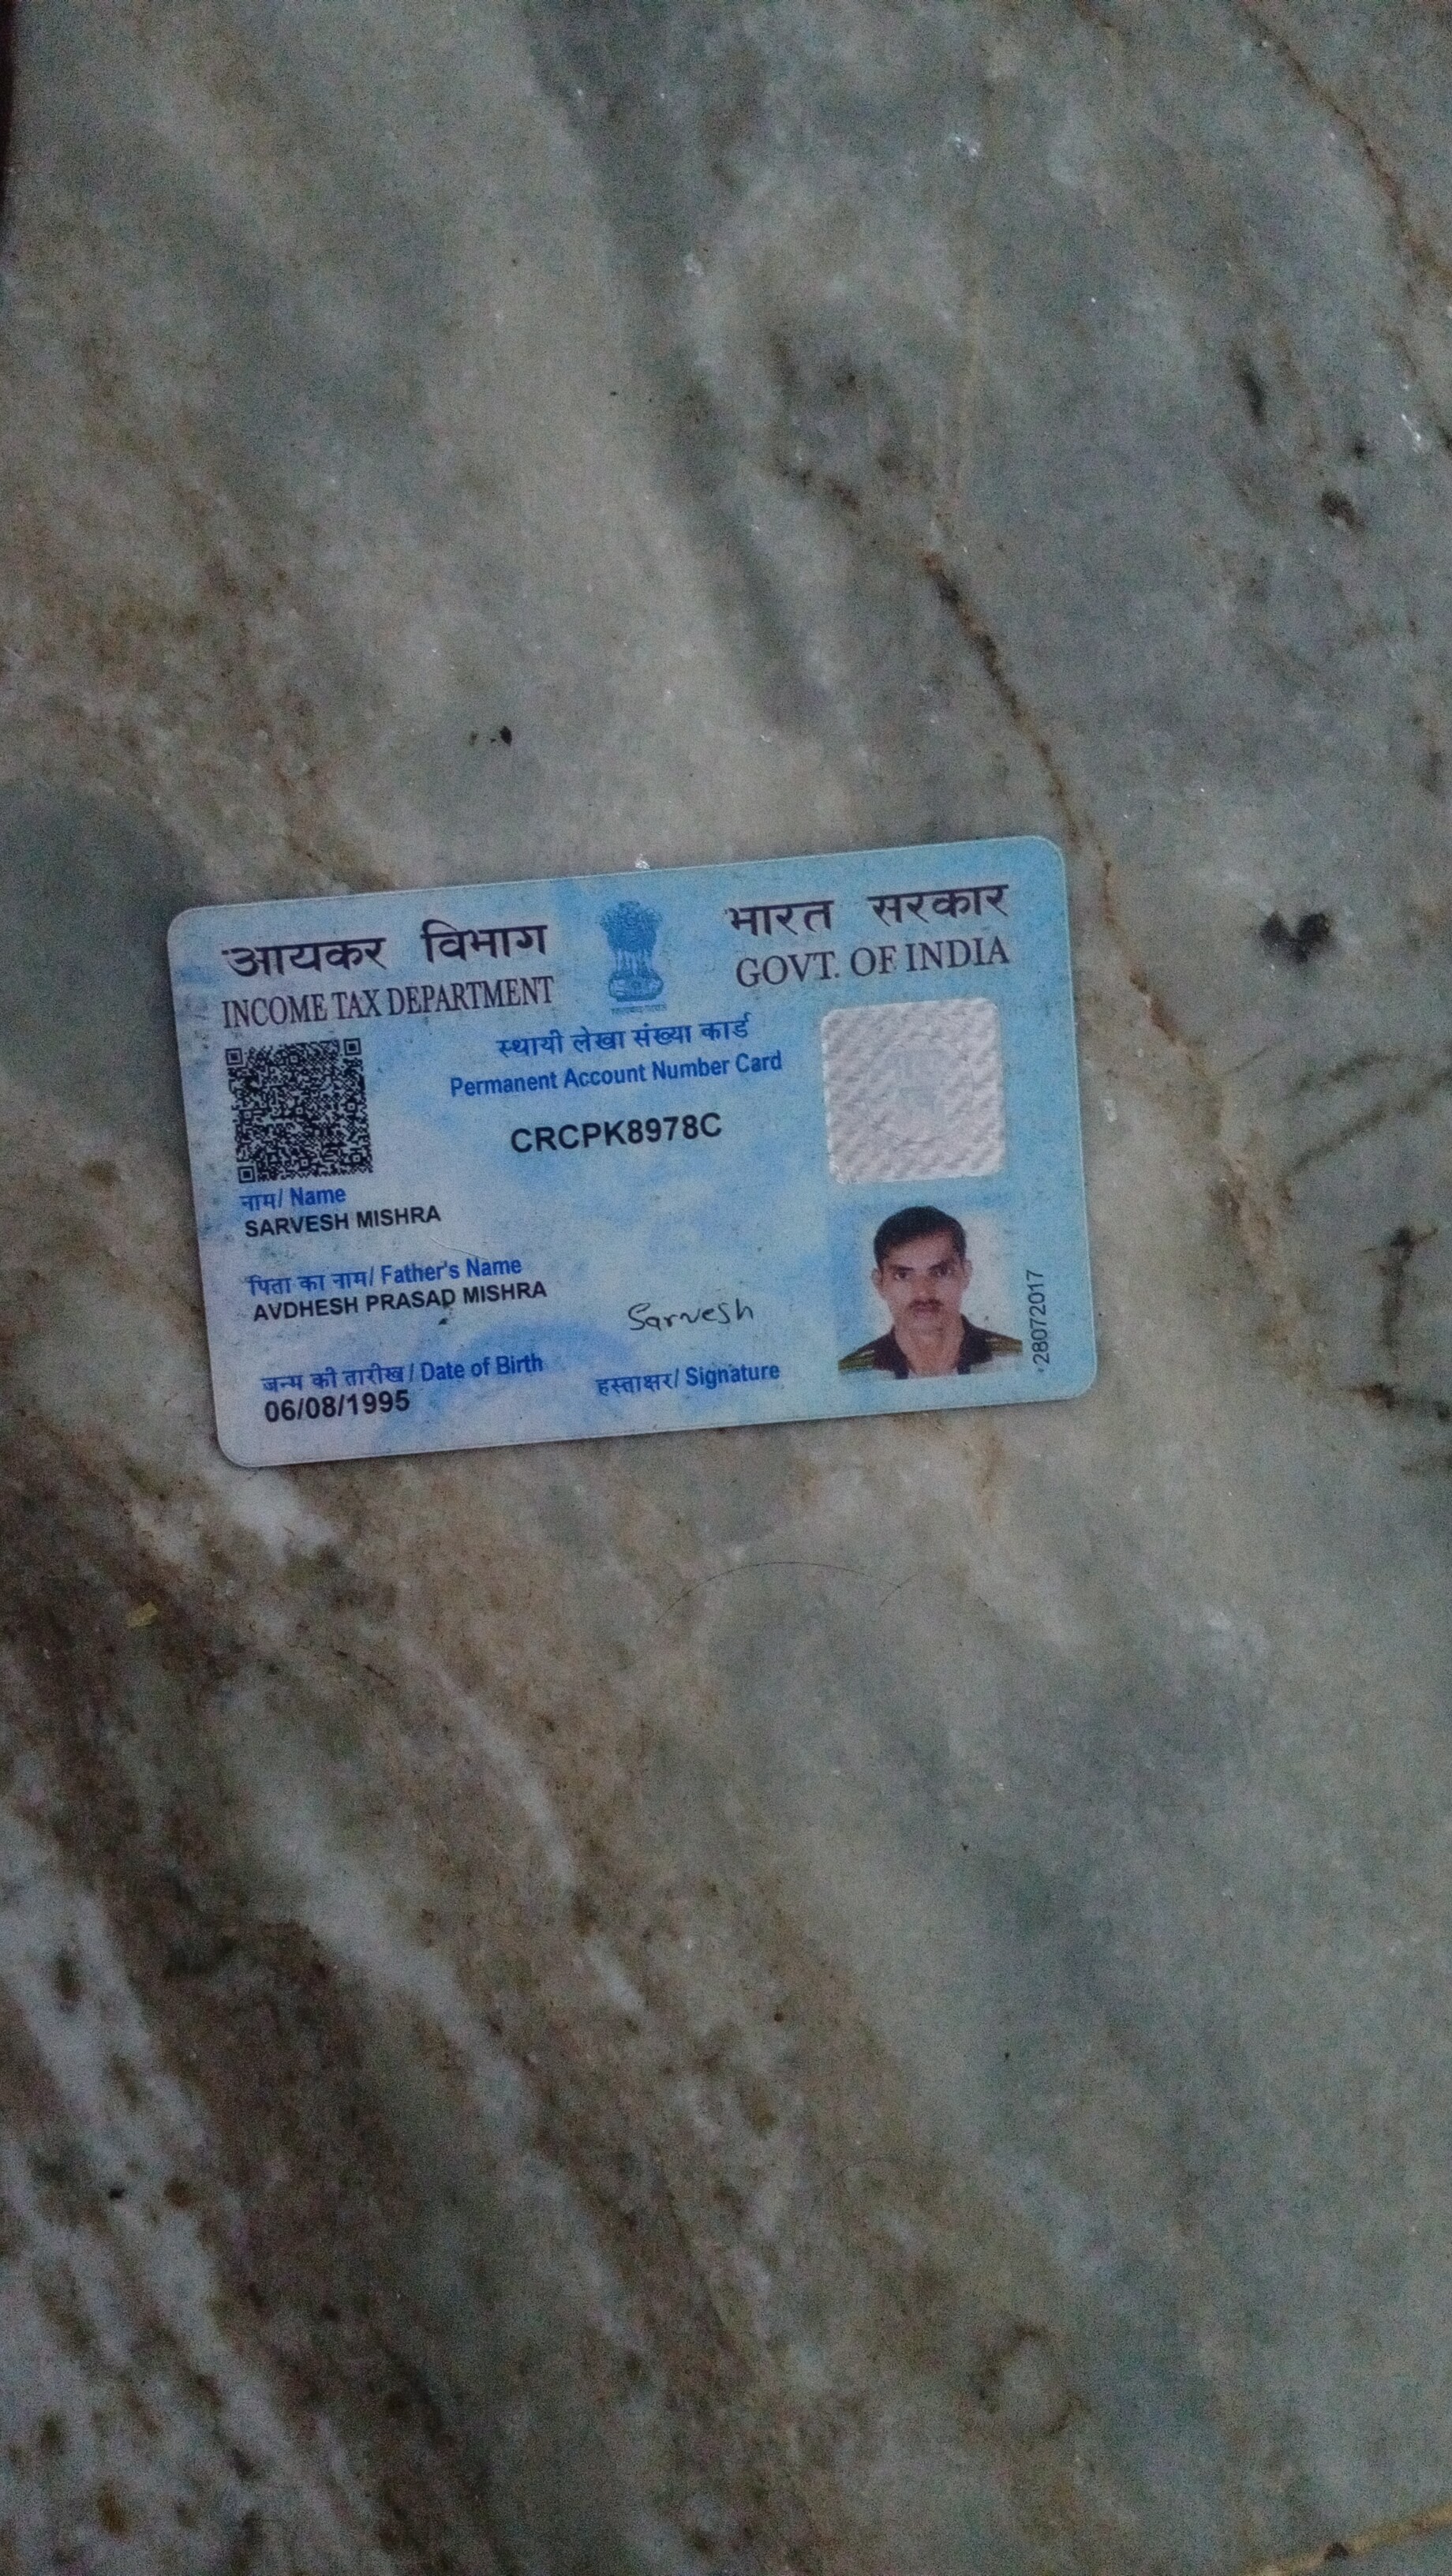 आयकर विभाग
INCOME TAX DEPARTMENT
भारत सरकार
GOVT. OF INDIA
स्थायी लेखा संख्या कार्ड
Permanent Account Number Card
CRCPK8978C
नाम/ Name
SARVESH MISHRA
पिता का नाम/ Father's Name
AVDHESH PRASAD MISHRA
जन्म की तारीख / Date of Birth
06/08/1995
Sarvesh
हस्ताक्षर/ Signature
28072017